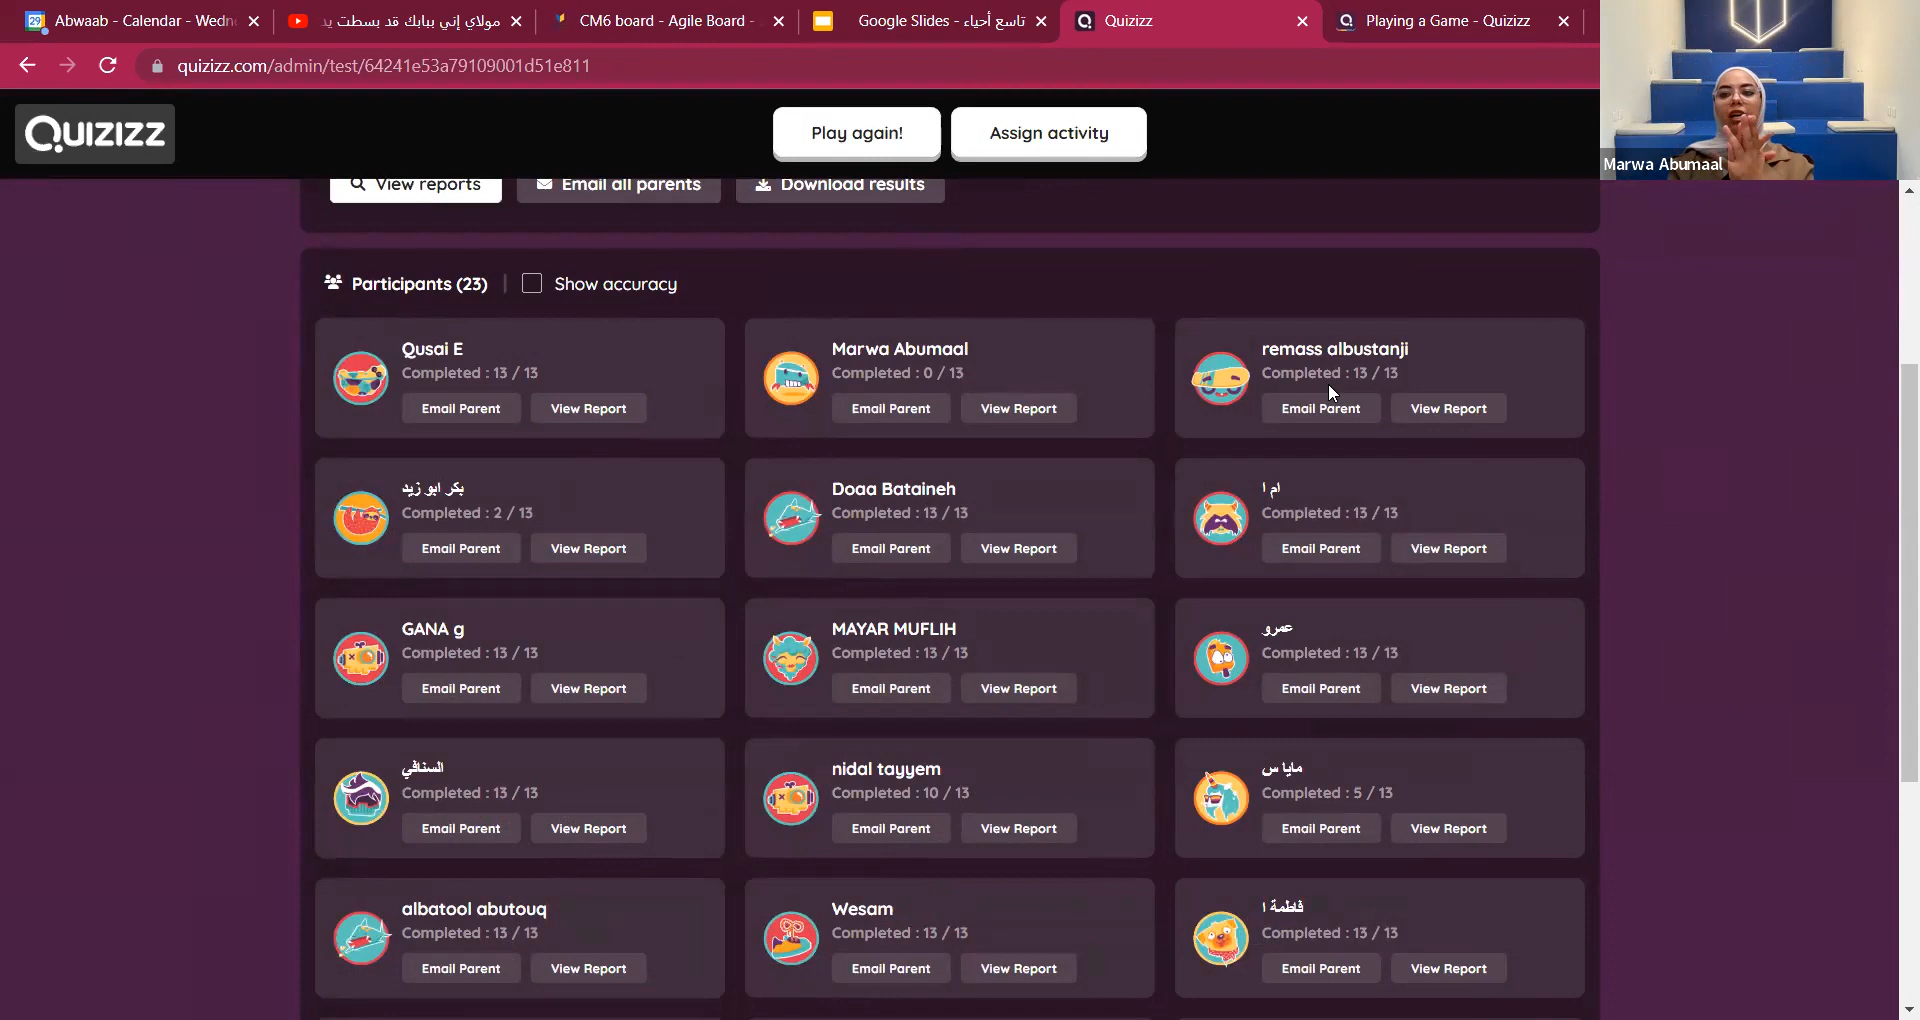 Abwaab - Calendar - Wedn
مولاي إني ببابك قد بسطت يد
CM6 board - Agile Board -
تاسع أحياء - Google Slides
Quizizz
Playing a Game - Quizizz
29
quizizz.com/admin/test/64241e53a79109001d51e811
QUIZIZZ
Play again!
Assign activity
Marwa Abumaal
View reports
Email all parents
Download results
Participants (23)
Show accuracy
Qusai E
Completed : 13 / 13
Email Parent
View Report
Marwa Abumaal
Completed : 0 / 13
Email Parent
View Report
remass albustanji
Completed : 13 / 13
Email Parent
View Report
بكر ابو زيد
Completed : 2 / 13
Email Parent
View Report
Doaa Bataineh
Completed : 13 / 13
Email Parent
View Report
ام ا
Completed : 13 / 13
Email Parent
View Report
GANA g
Completed : 13 / 13
Email Parent
View Report
MAYAR MUFLIH
Completed : 13 / 13
Email Parent
View Report
عمرو
Completed : 13 / 13
Email Parent
View Report
السنافي
Completed : 13 / 13
Email Parent
View Report
nidal tayyem
Completed : 10 / 13
Email Parent
View Report
مايا س
Completed : 5 / 13
Email Parent
View Report
albatool abutouq
Completed : 13 / 13
Email Parent
View Report
Wesam
Completed : 13 / 13
Email Parent
View Report
فاطمة ا
Completed : 13 / 13
Email Parent
View Report